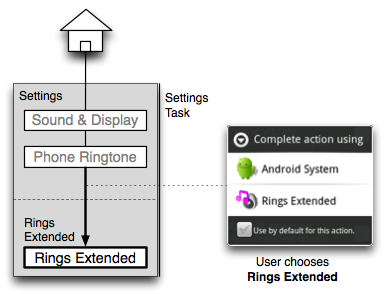 Settings
Settings
Task
Sound & Display
Phone Ringtone
Rings
Extended
Rings Extended
Complete action using
Android System
Rings Extended
Use by default for this action.
User chooses
Rings Extended